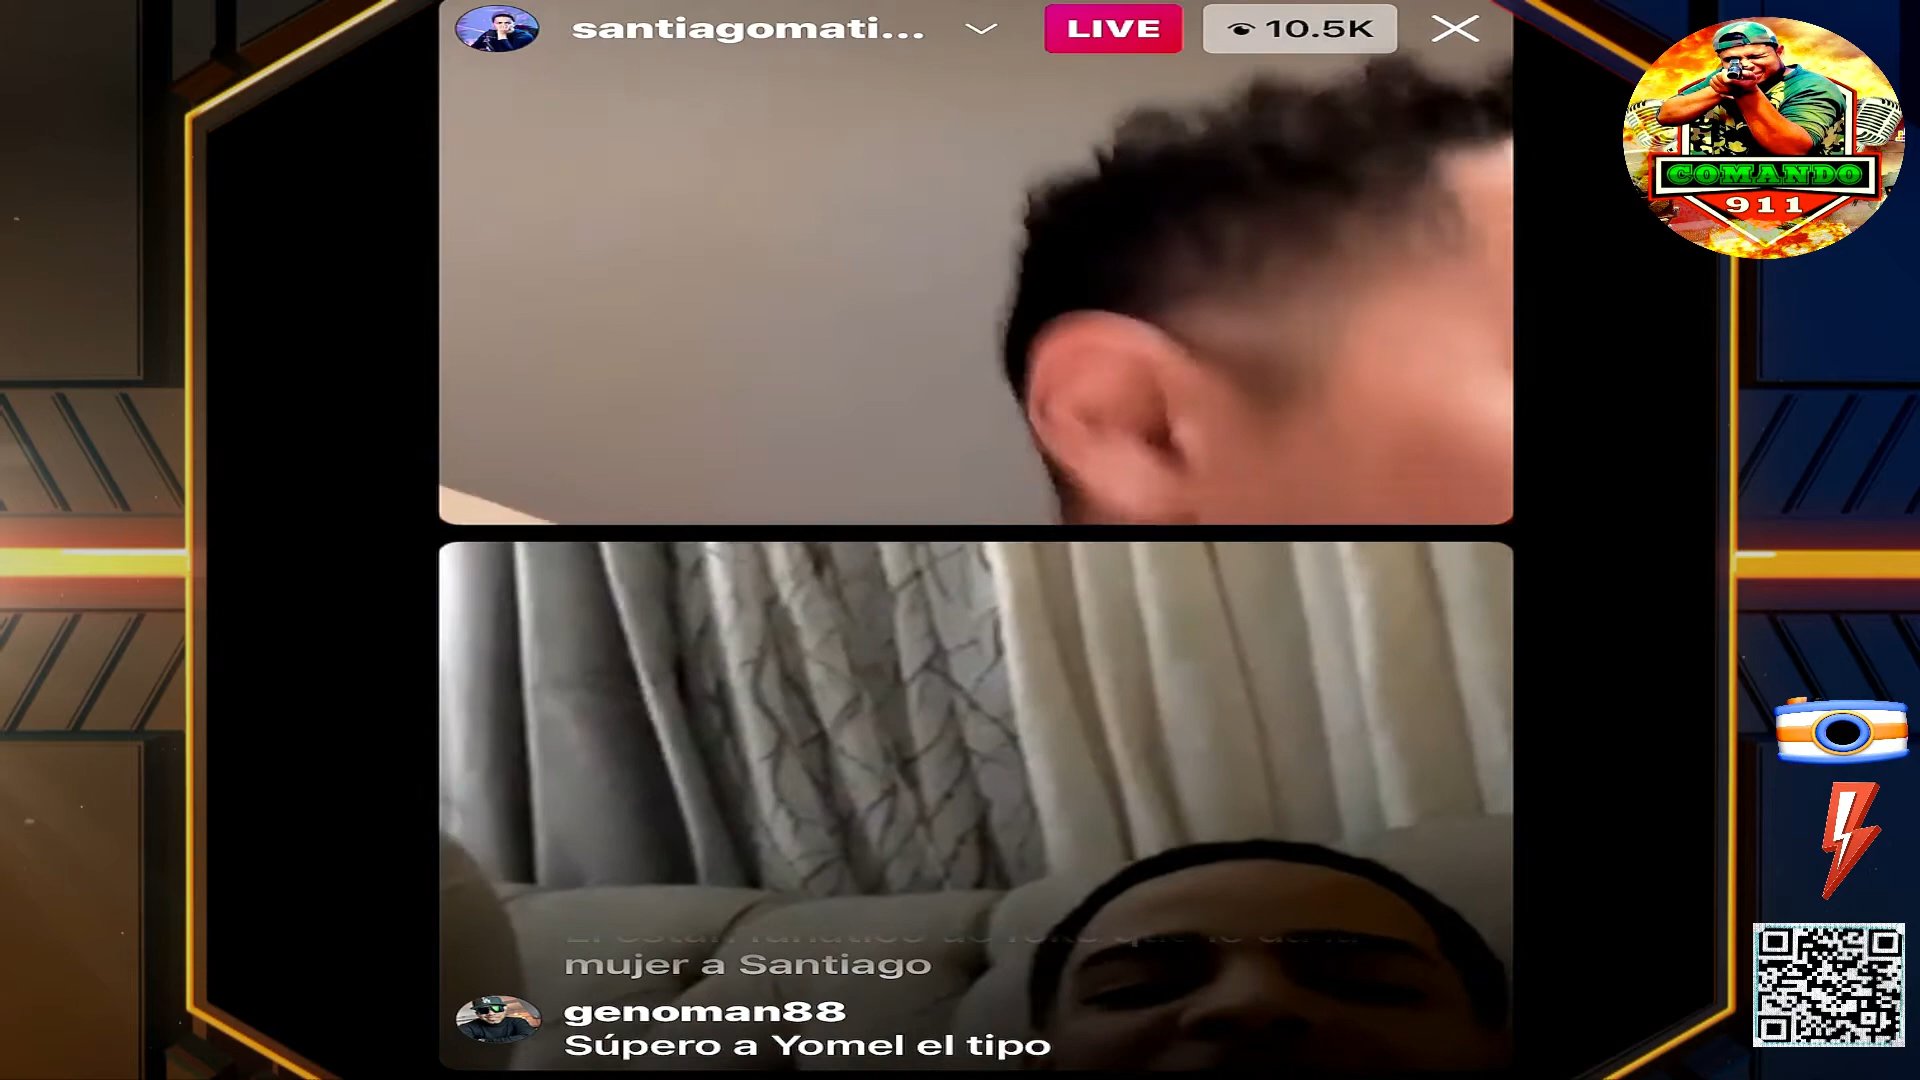 santiagomati...
LIVE
10.5K
COMANDO
911
mujer a Santiago
genoman88
Súpero a Yomel el tipo